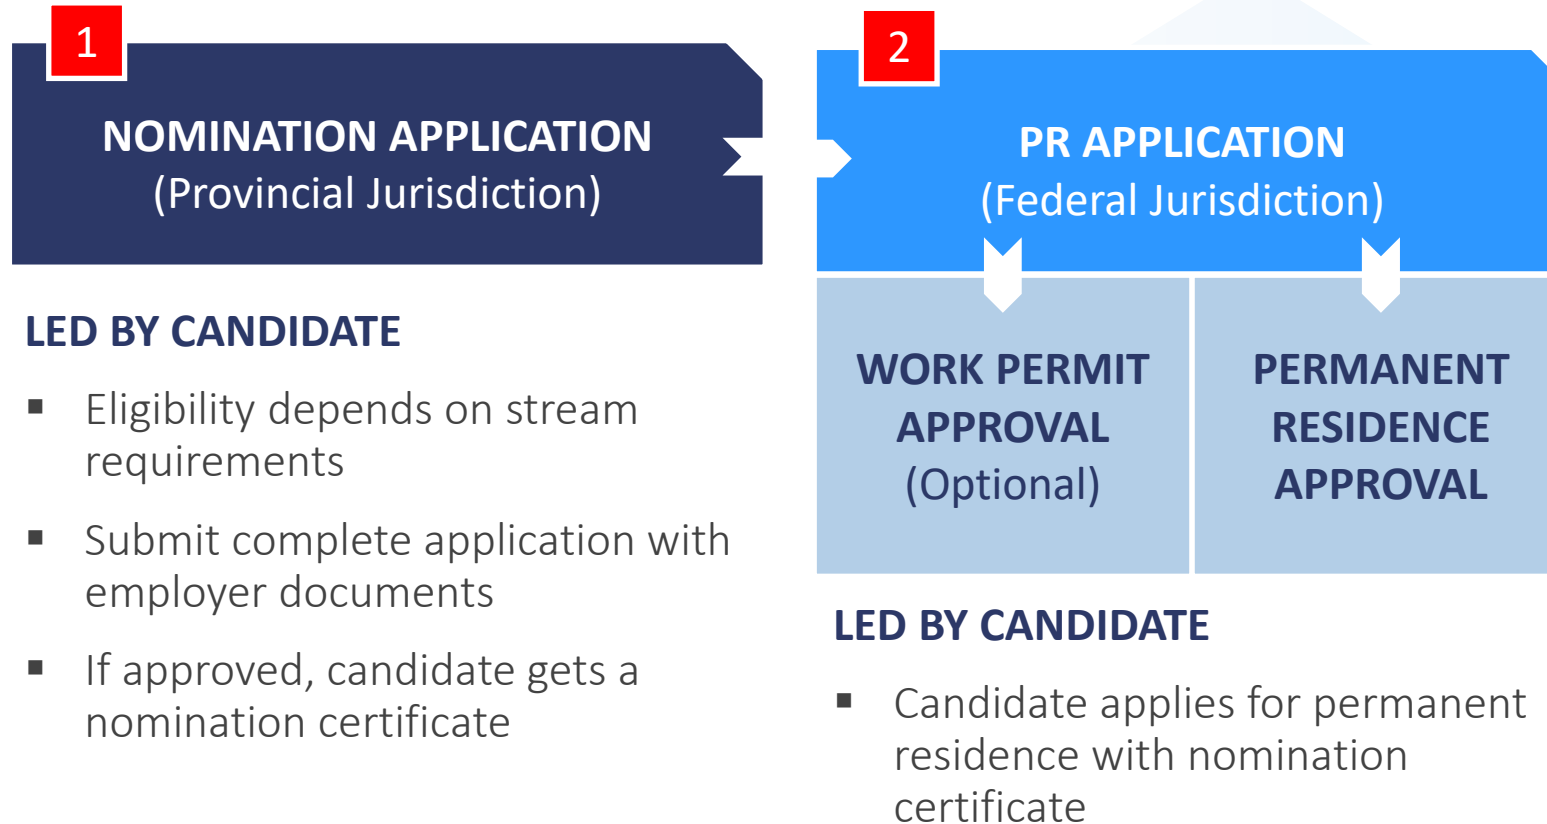 1
NOMINATION APPLICATION
(Provincial Jurisdiction)
LED BY CANDIDATE
▪ Eligibility depends on stream
requirements
▪ Submit complete application with
employer documents
▪ If approved, candidate gets a
nomination certificate
2
PR APPLICATION
(Federal Jurisdiction)
WORK PERMIT
APPROVAL
(Optional)
PERMANENT
RESIDENCE
APPROVAL
LED BY CANDIDATE
▪ Candidate applies for permanent
residence with nomination
certificate